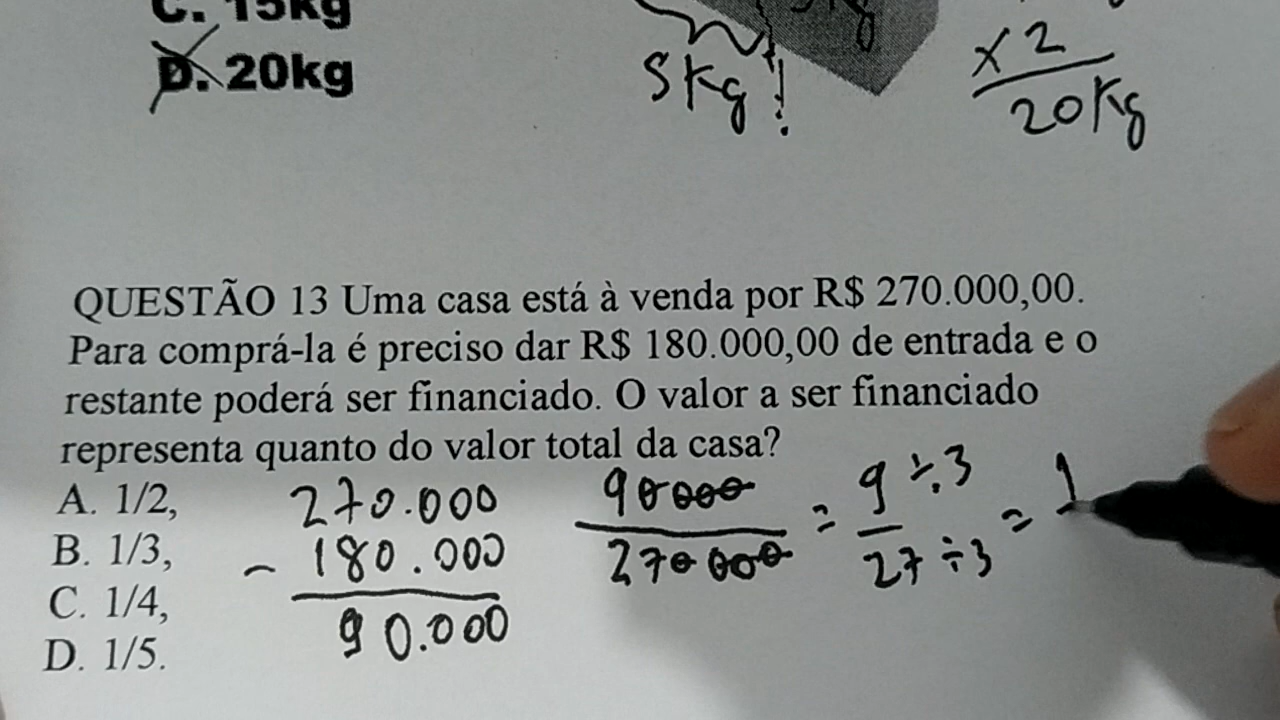 C. 15kg
D. 20kg
5kg!
kg
x 2
20kg
QUESTÃO 13 Uma casa está à venda por R$ 270.000,00.
Para comprá-la é preciso dar R$ 180.000,00 de entrada e o
restante poderá ser financiado. O valor a ser financiado
representa quanto do valor total da casa?
A. 1/2,
B. 1/3,
C. 1/4,
D. 1/5.
270.000
- 180.000
90.000
90000 = 9 ÷3 = 1
270000 27 ÷3